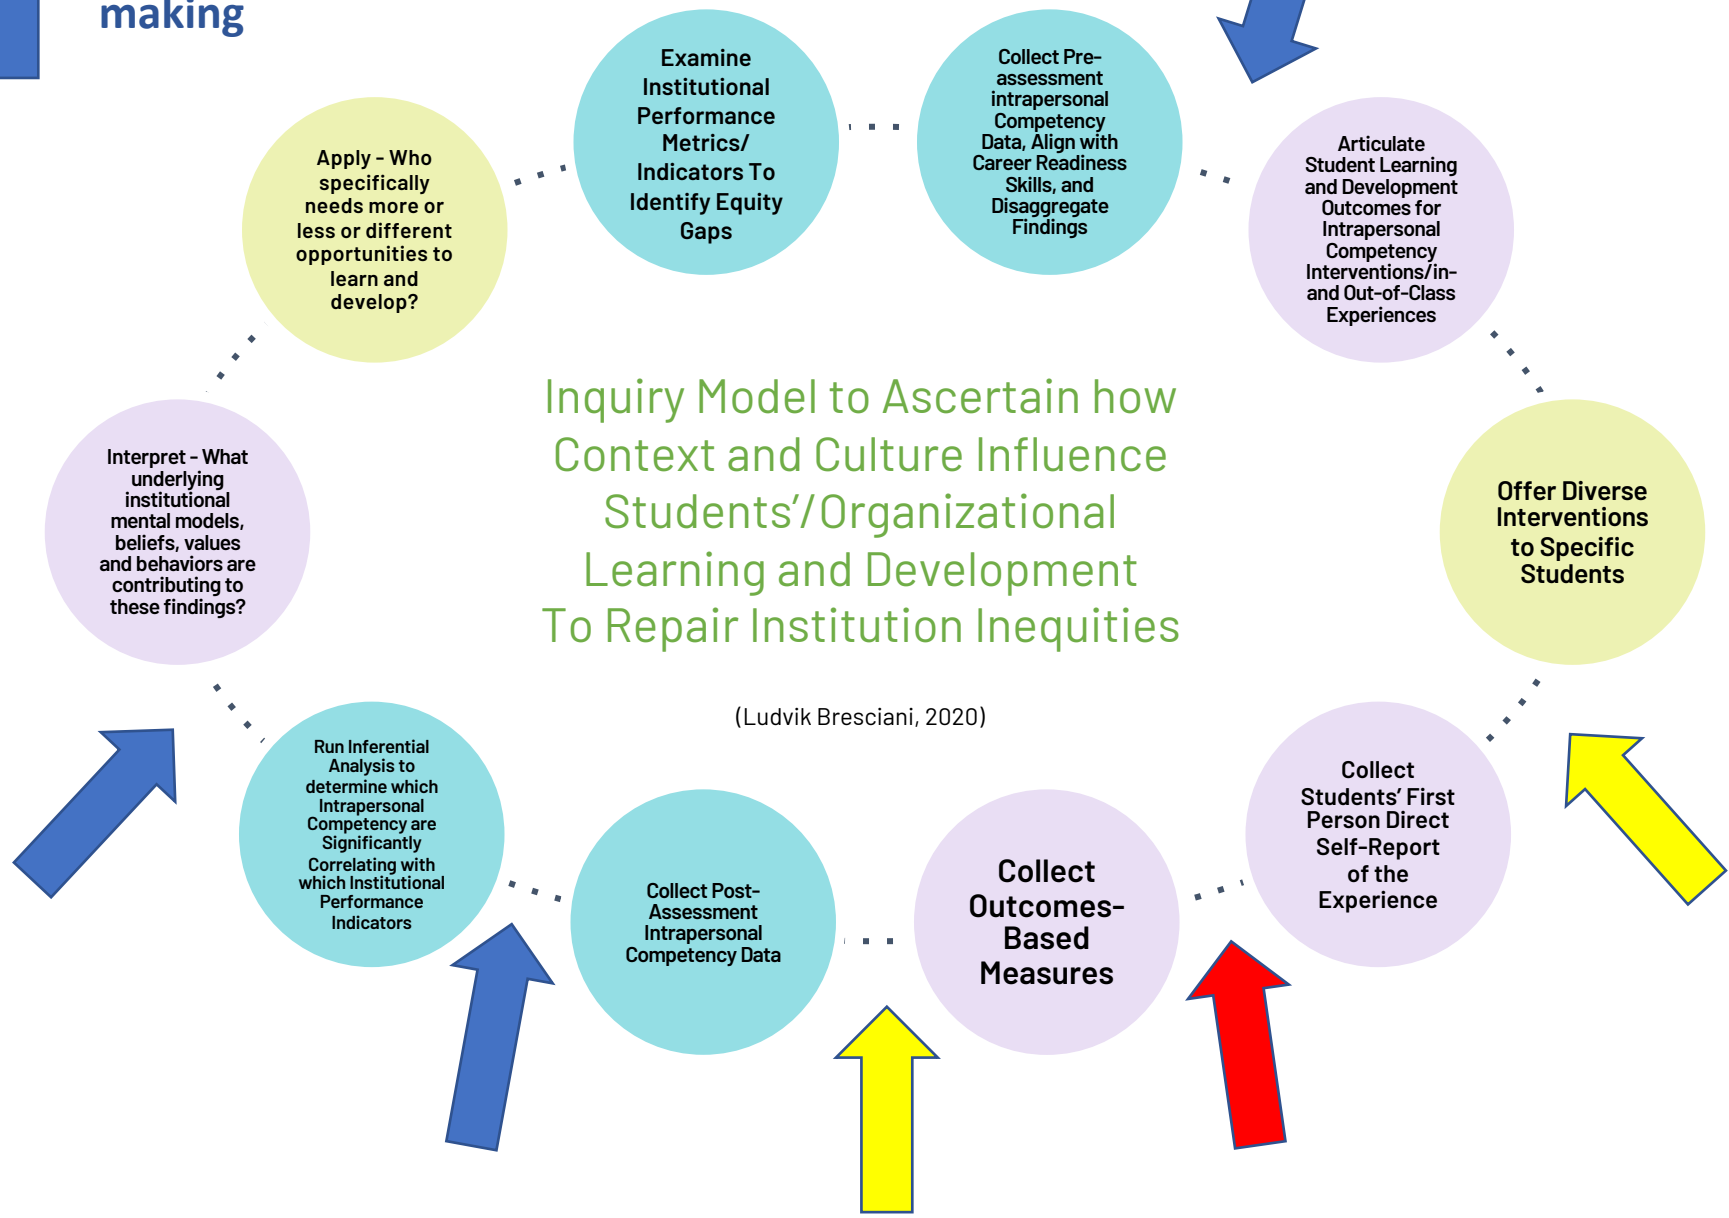 making
Examine
Institutional
Performance
Metrics/
Indicators To
Identify Equity
Gaps
Collect Pre-
assessment
intrapersonal
Competency
Data, Align with
Career Readiness
Skills, and
Disaggregate
Findings
Articulate
Student Learning
and Development
Outcomes for
Intrapersonal
Competency
Interventions/in-
and Out-of-Class
Experiences
Offer Diverse
Interventions
to Specific
Students
Collect
Students' First
Person Direct
Self-Report
of the
Experience
Collect
Outcomes-
Based
Measures
Collect Post-
Assessment
Intrapersonal
Competency Data
Run Inferential
Analysis to
determine which
Intrapersonal
Competency are
Significantly
Correlating with
which Institutional
Performance
Indicators
Interpret - What
underlying
institutional
mental models,
beliefs, values
and behaviors are
contributing to
these findings?
Apply - Who
specifically
needs more or
less or different
opportunities to
learn and
develop?
Inquiry Model to Ascertain how
Context and Culture Influence
Students'/Organizational
Learning and Development
To Repair Institution Inequities
(Ludvik Bresciani, 2020)